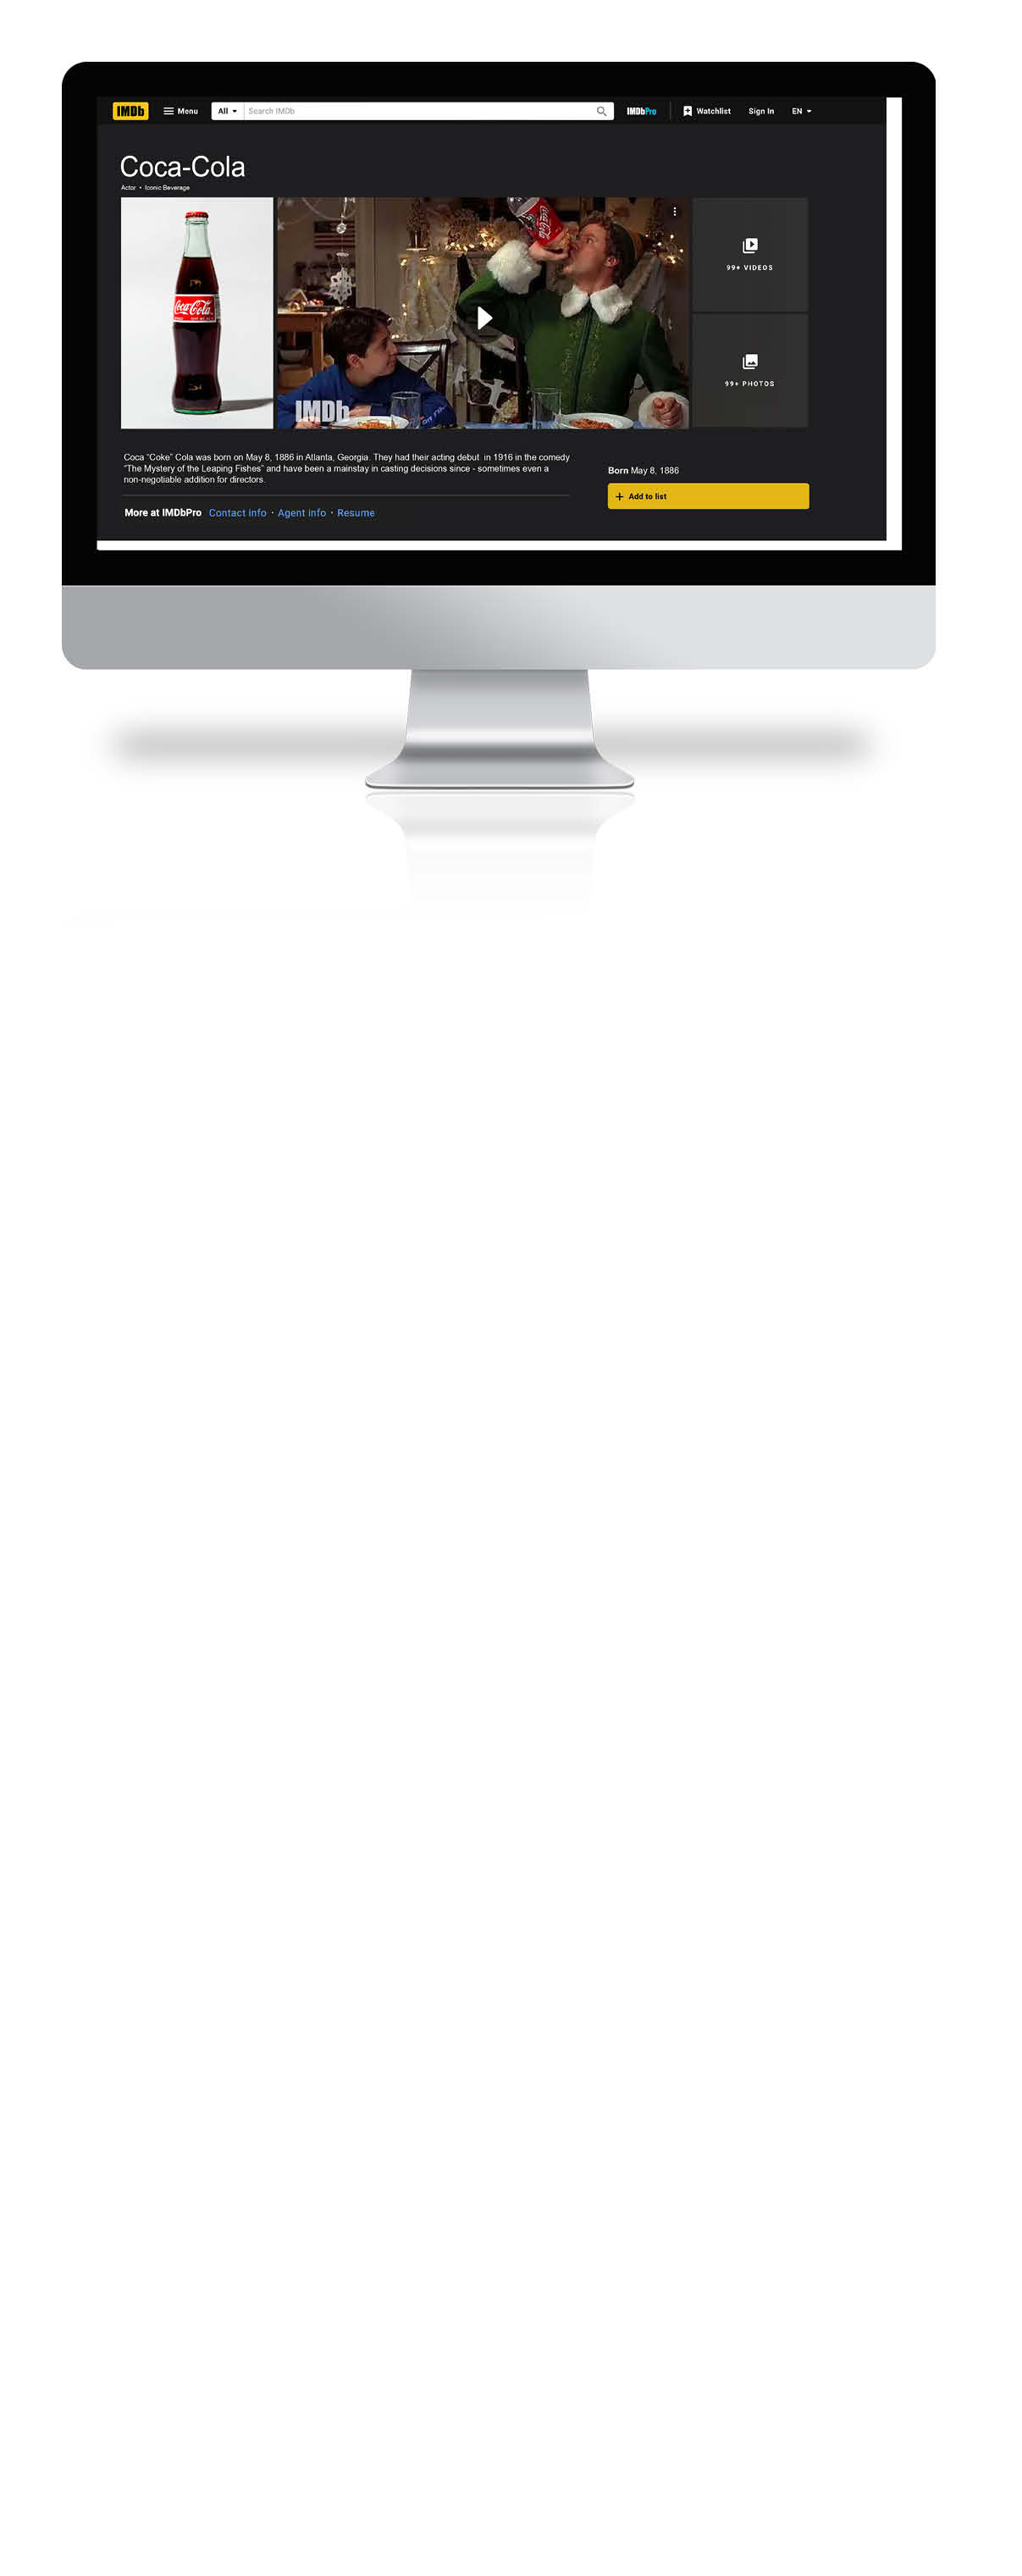 IMDb Menu All Search IMDb IMDbPro Watchlist Sign In EN
Coca-Cola
Actor • Iconic Beverage
Coca-Cola
99+ VIDEOS
99+ PHOTOS
IMDb
Coca “Coke” Cola was born on May 8, 1886 in Atlanta, Georgia. They had their acting debut in 1916 in the comedy
“The Mystery of the Leaping Fishes” and have been a mainstay in casting decisions since - sometimes even a
non-negotiable addition for directors.
Born May 8, 1886
+ Add to list
More at IMDbPro Contact info · Agent info · Resume